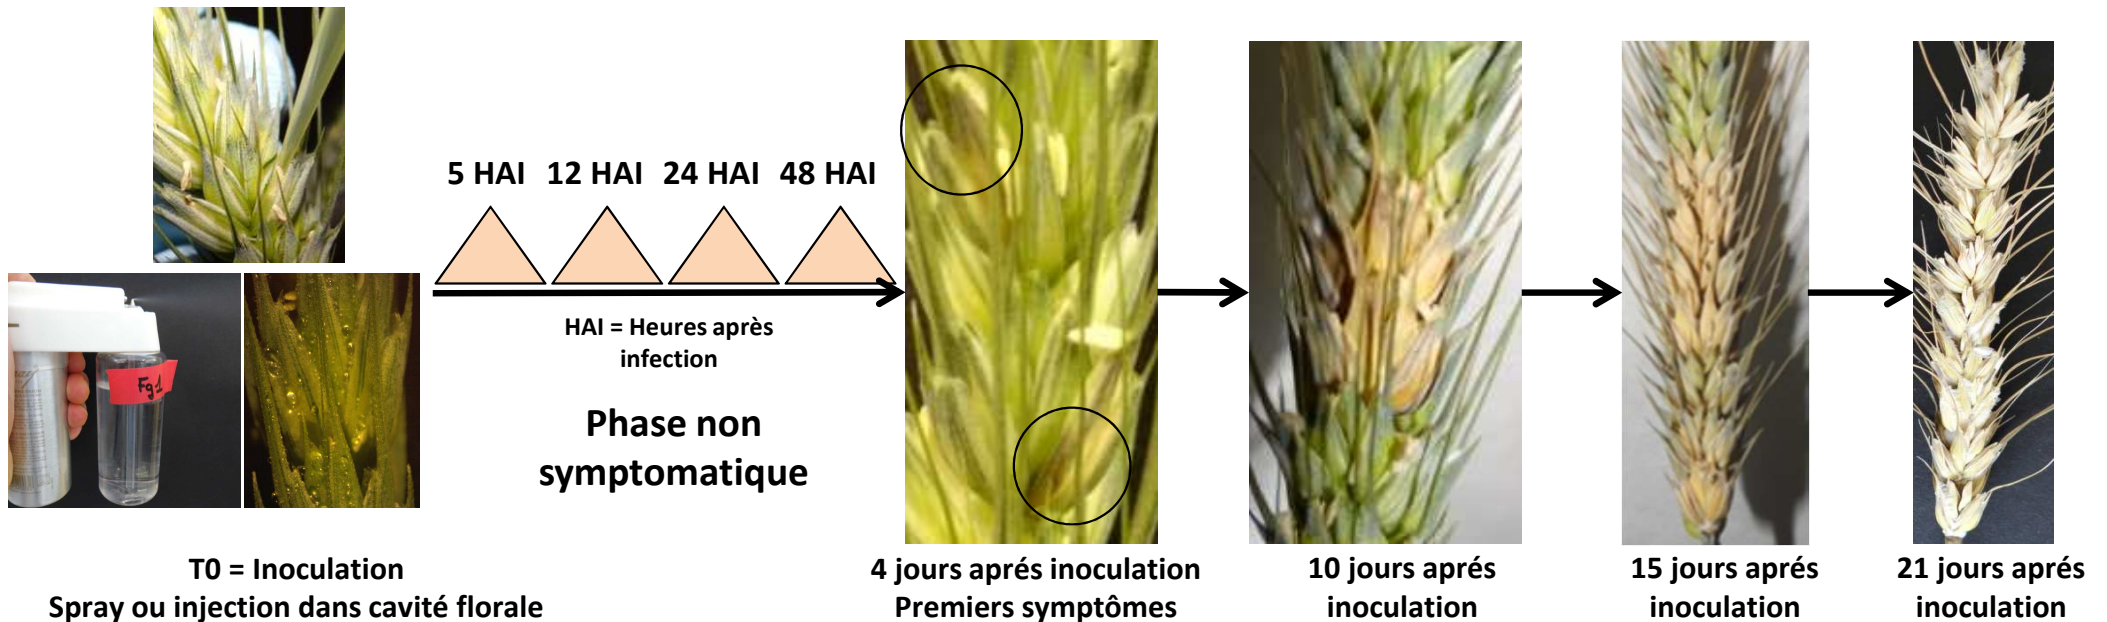 5 HAI 12 HAI 24 HAI 48 HAI
HAI = Heures après
infection
Phase non
symptomatique
Fg1
T0 = Inoculation
Spray ou injection dans cavité florale
4 jours aprés inoculation
Premiers symptômes
10 jours aprés
inoculation
15 jours aprés
inoculation
21 jours aprés
inoculation